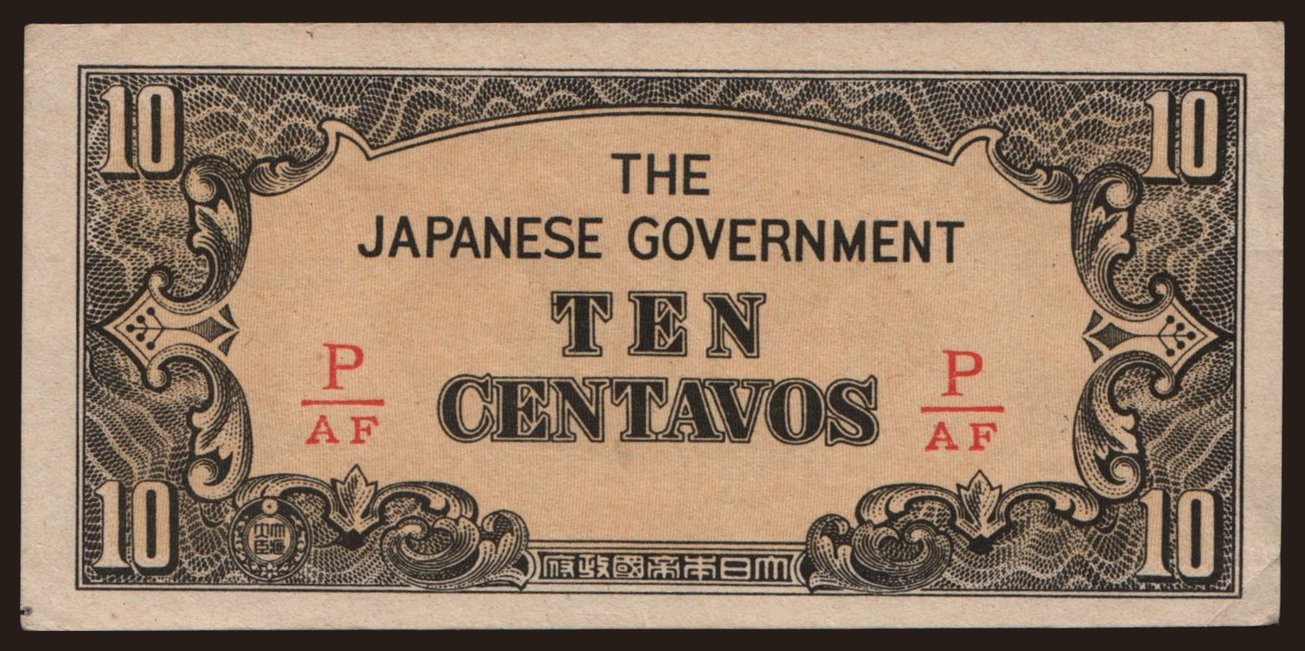 10 10
THE
JAPANESE GOVERNMENT
TEN
CENTAVOS
P P
AF AF
10 10
府政國帝本日大